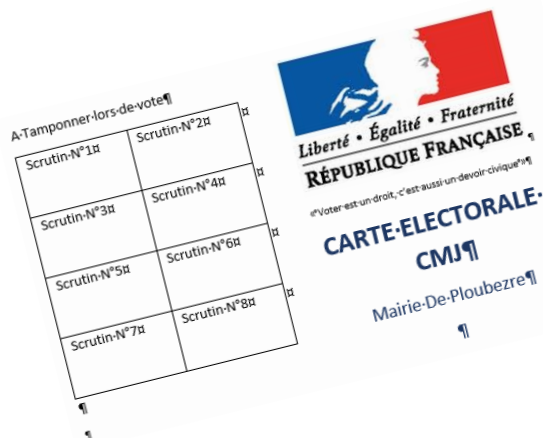 A·Tamponner·lors·de·vote¶
Scrutin·N°1¤ Scrutin·N°2¤ ¤
Scrutin·N°3¤ Scrutin·N°4¤ ¤
Scrutin·N°5¤ Scrutin·N°6¤ ¤
Scrutin·N°7¤ Scrutin·N°8¤ ¤
¶
¶
Liberté • Égalité • Fraternité
RÉPUBLIQUE FRANÇAISE ¶
«°Voter·est·un·droit,·c'est·aussi·un·devoir·civique°»¶
CARTE·ELECTORALE·
CMJ¶
Mairie·De·Ploubezre¶
¶